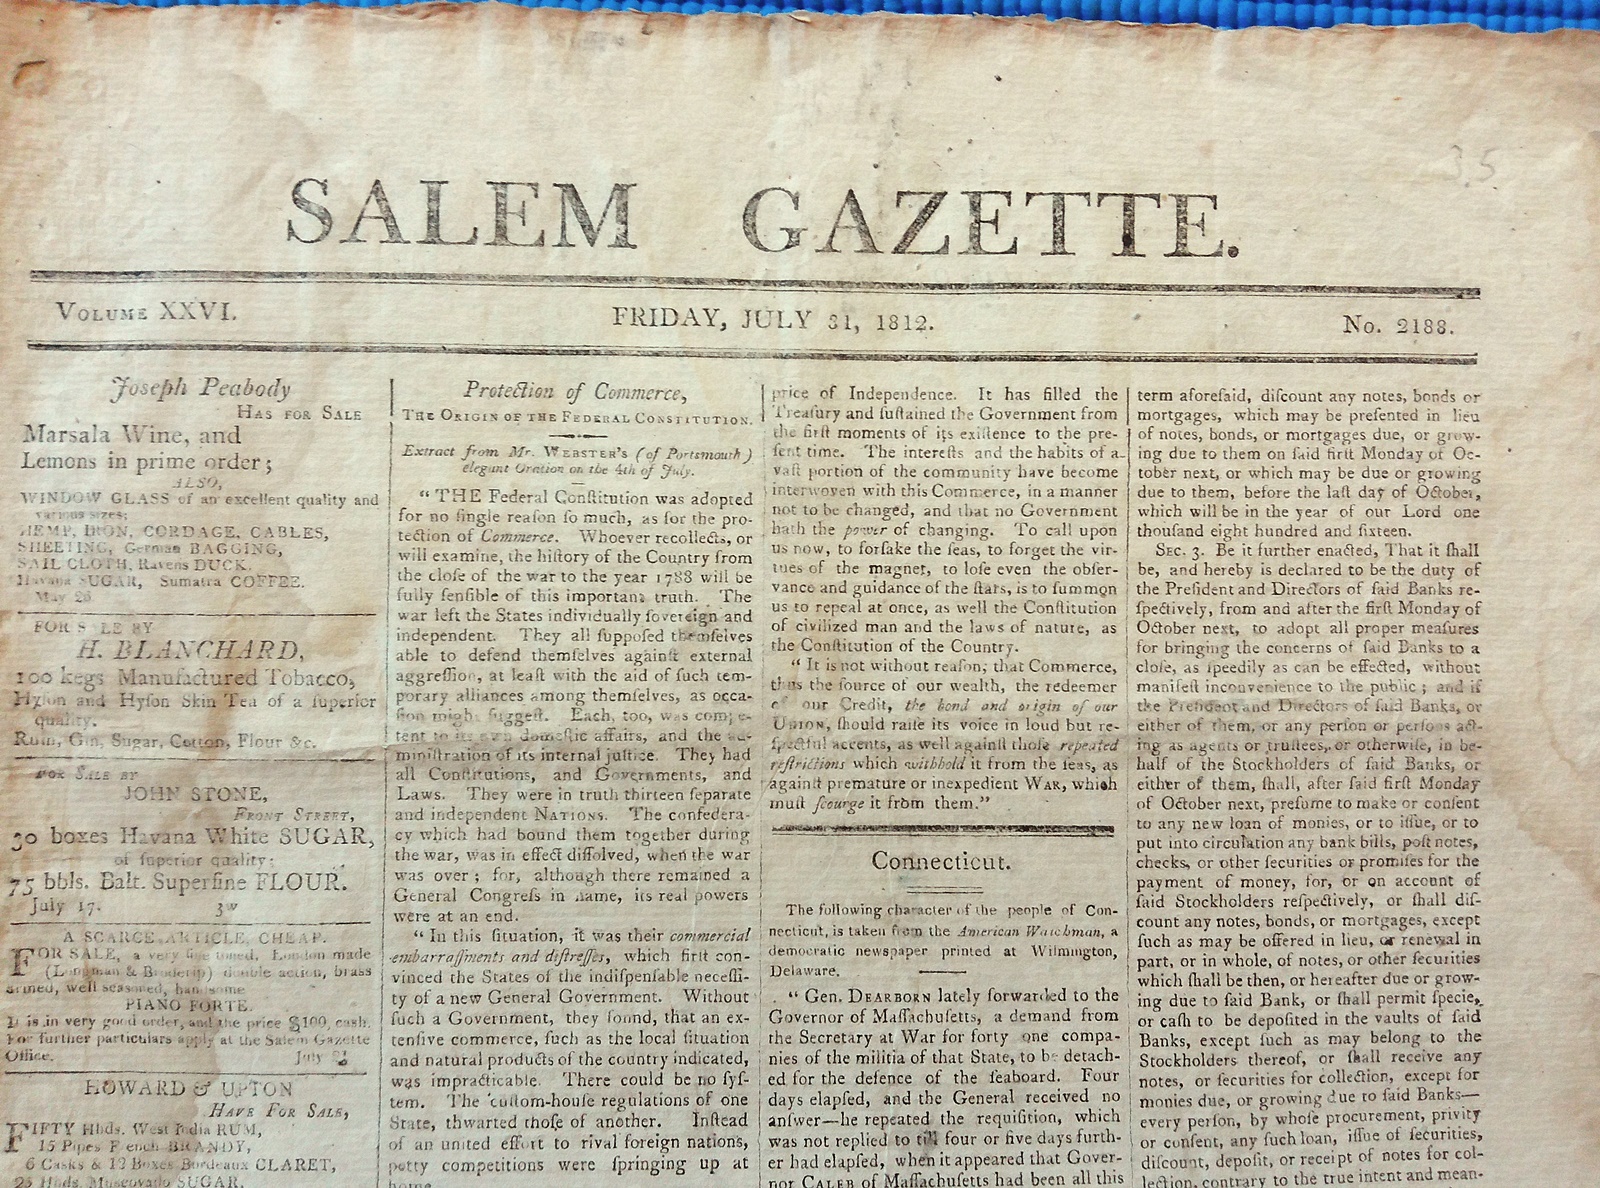 SALEM GAZETTE.
VOLUME XXVI.
FRIDAY, JULY 31, 1812.
No. 2188.
Joseph Peabody
HAS FOR SALE
Marsala Wine, and
Lemons in prime order;
ALSO,
WINDOW GLASS of an excellent quality and
various sizes;
HEMP, IRON, CORDAGE, CABLES,
SHEETING, German BAGGING,
SAIL CLOTH, Ravens DUCK.
Havana SUGAR, Sumatra COFFEE.
May 26.
FOR SALE BY
H. BLANCHARD,
100 kegs Manufactured Tobacco,
Hyſon and Hyſon Skin Tea of a ſuperior
quality.
Rum, Gin, Sugar, Cotton, Flour &c.
FOR SALE BY
JOHN STONE,
FRONT STREET,
30 boxes Havana White SUGAR,
of ſuperior quality;
75 bbls. Balt. Superfine FLOUR.
July 17. 3w
A SCARCE ARTICLE, CHEAP.
FOR SALE, a very fine toned, London made
(Longman & Broderip) double action, braſs
armed, well seasoned, handsome
PIANO FORTE.
It is in very good order, and the price $100, cash.
For further particulars apply at the Salem Gazette
Office. July
HOWARD & UPTON
HAVE FOR SALE,
FIFTY Hhds. West India RUM,
15 Pipes French BRANDY,
6 Casks & 12 Boxes Bordeaux CLARET,
25 Hhds. Muscovado SUGAR,
Protection of Commerce,
THE ORIGIN OF THE FEDERAL CONSTITUTION.
Extract from Mr. WEBSTER'S (of Portsmouth)
elegant Oration on the 4th of July.
“ THE Federal Conſtitution was adopted
for no ſingle reaſon ſo much, as for the pro-
tection of Commerce. Whoever recollects, or
will examine, the hiſtory of the Country from
the cloſe of the war to the year 1788 will be
fully ſenſible of this important truth. The
war left the States individually ſovereign and
independent. They all ſuppoſed themſelves
able to defend themſelves againſt external
aggreſſion, at leaſt with the aid of ſuch tem-
porary alliances among themſelves, as occa-
ſion might ſuggeſt. Each, too, was compe-
tent to its own domeſtic affairs, and the ad-
miniſtration of its internal juſtice. They had
all Conſtitutions, and Governments, and
Laws. They were in truth thirteen ſeparate
and independent NATIONS. The confedera-
cy which had bound them together during
the war, was in effect diſſolved, when the war
was over ; for, although there remained a
General Congreſs in name, its real powers
were at an end.
“ In this ſituation, it was their commercial
embarraſſments and diſtreſſes, which firſt con-
vinced the States of the indiſpenſable neceſſi-
ty of a new General Government. Without
ſuch a Government, they found, that an ex-
tenſive commerce, ſuch as the local ſituation
and natural products of the country indicated,
was impracticable. There could be no ſyſ-
tem. The cuſtom-houſe regulations of one
State, thwarted thoſe of another. Inſtead
of an united effort to rival foreign nations,
petty competitions were ſpringing up at
home.
price of Independence. It has filled the
Treaſury and ſuſtained the Government from
the firſt moments of its exiſtence to the pre-
ſent time. The intereſts and the habits of a
vaſt portion of the community have become
interwoven with this Commerce, in a manner
not to be changed, and that no Government
hath the power of changing. To call upon
us now, to forſake the ſeas, to forget the vir-
tues of the magnet, to loſe even the obſer-
vance and guidance of the ſtars, is to ſummon
us to repeal at once, as well the Conſtitution
of civilized man and the laws of nature, as
the Conſtitution of the Country.
“ It is not without reaſon, that Commerce,
thus the ſource of our wealth, the redeemer
of our Credit, the bond and origin of our
UNION, ſhould raiſe its voice in loud but re-
ſpectful accents, as well againſt thoſe repeated
reſtrictions which withhold it from the ſeas, as
againſt premature or inexpedient WAR, which
muſt ſcourge it from them.”
Connecticut.
The following character of the people of Con-
necticut, is taken from the American Watchman, a
democratic newspaper printed at Wilmington,
Delaware.
“ Gen. DEARBORN lately forwarded to the
Governor of Maſſachuſetts, a demand from
the Secretary at War for forty one compa-
nies of the militia of that State, to be detach-
ed for the defence of the ſeaboard. Four
days elapſed, and the General received no
anſwer—he repeated the requiſition, which
was not replied to till four or five days furth-
er had elapſed, when it appeared that Gover-
nor CALEB of Maſſachuſetts had been all this
term aforeſaid, diſcount any notes, bonds or
mortgages, which may be preſented in lieu
of notes, bonds, or mortgages due, or grow-
ing due to them on ſaid firſt Monday of Oc-
tober next, or which may be due or growing
due to them, before the laſt day of October,
which will be in the year of our Lord one
thouſand eight hundred and ſixteen.
SEC. 3. Be it further enacted, That it ſhall
be, and hereby is declared to be the duty of
the Preſident and Directors of ſaid Banks re-
ſpectively, from and after the firſt Monday of
October next, to adopt all proper meaſures
for bringing the concerns of ſaid Banks to a
cloſe, as ſpeedily as can be effected, without
manifeſt inconvenience to the public ; and if
the Preſident and Directors of ſaid Banks, or
either of them, or any perſon or perſons act-
ing as agents or truſtees, or otherwiſe, in be-
half of the Stockholders of ſaid Banks, or
either of them, ſhall, after ſaid firſt Monday
of October next, preſume to make or conſent
to any new loan of monies, or to iſſue, or to
put into circulation any bank bills, poſt notes,
checks, or other ſecurities or promiſes for the
payment of money, for, or on account of
ſaid Stockholders reſpectively, or ſhall diſ-
count any notes, bonds, or mortgages, except
ſuch as may be offered in lieu, or renewal in
part, or in whole, of notes, or other ſecurities
which ſhall be then, or hereafter due or grow-
ing due to ſaid Bank, or ſhall permit ſpecie,
or caſh to be depoſited in the vaults of ſaid
Banks, except ſuch as may belong to the
Stockholders thereof, or ſhall receive any
notes, or ſecurities for collection, except for
monies due, or growing due to ſaid Banks—
every perſon, by whoſe procurement, privity
or conſent, any ſuch loan, iſſue of ſecurities,
diſcount, depoſit, or receipt of notes for col-
lection, contrary to the true intent and mean-